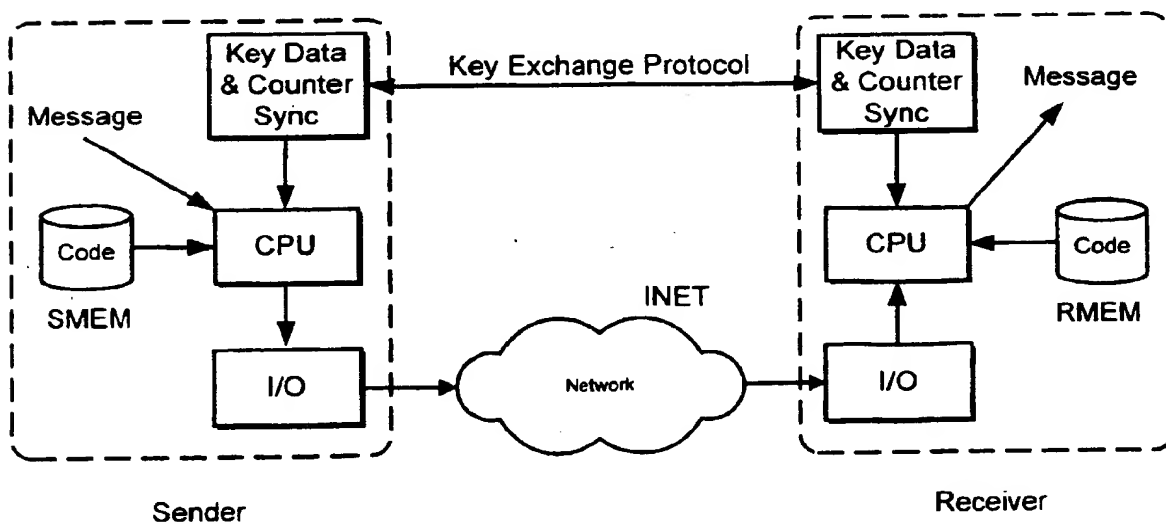 Key Data
& Counter
Sync
Key Exchange Protocol
Key Data
& Counter
Sync
Message
Message
Code
CPU
CPU
Code
SMEM
INET
RMEM
I/O
Network
I/O
Sender
Receiver